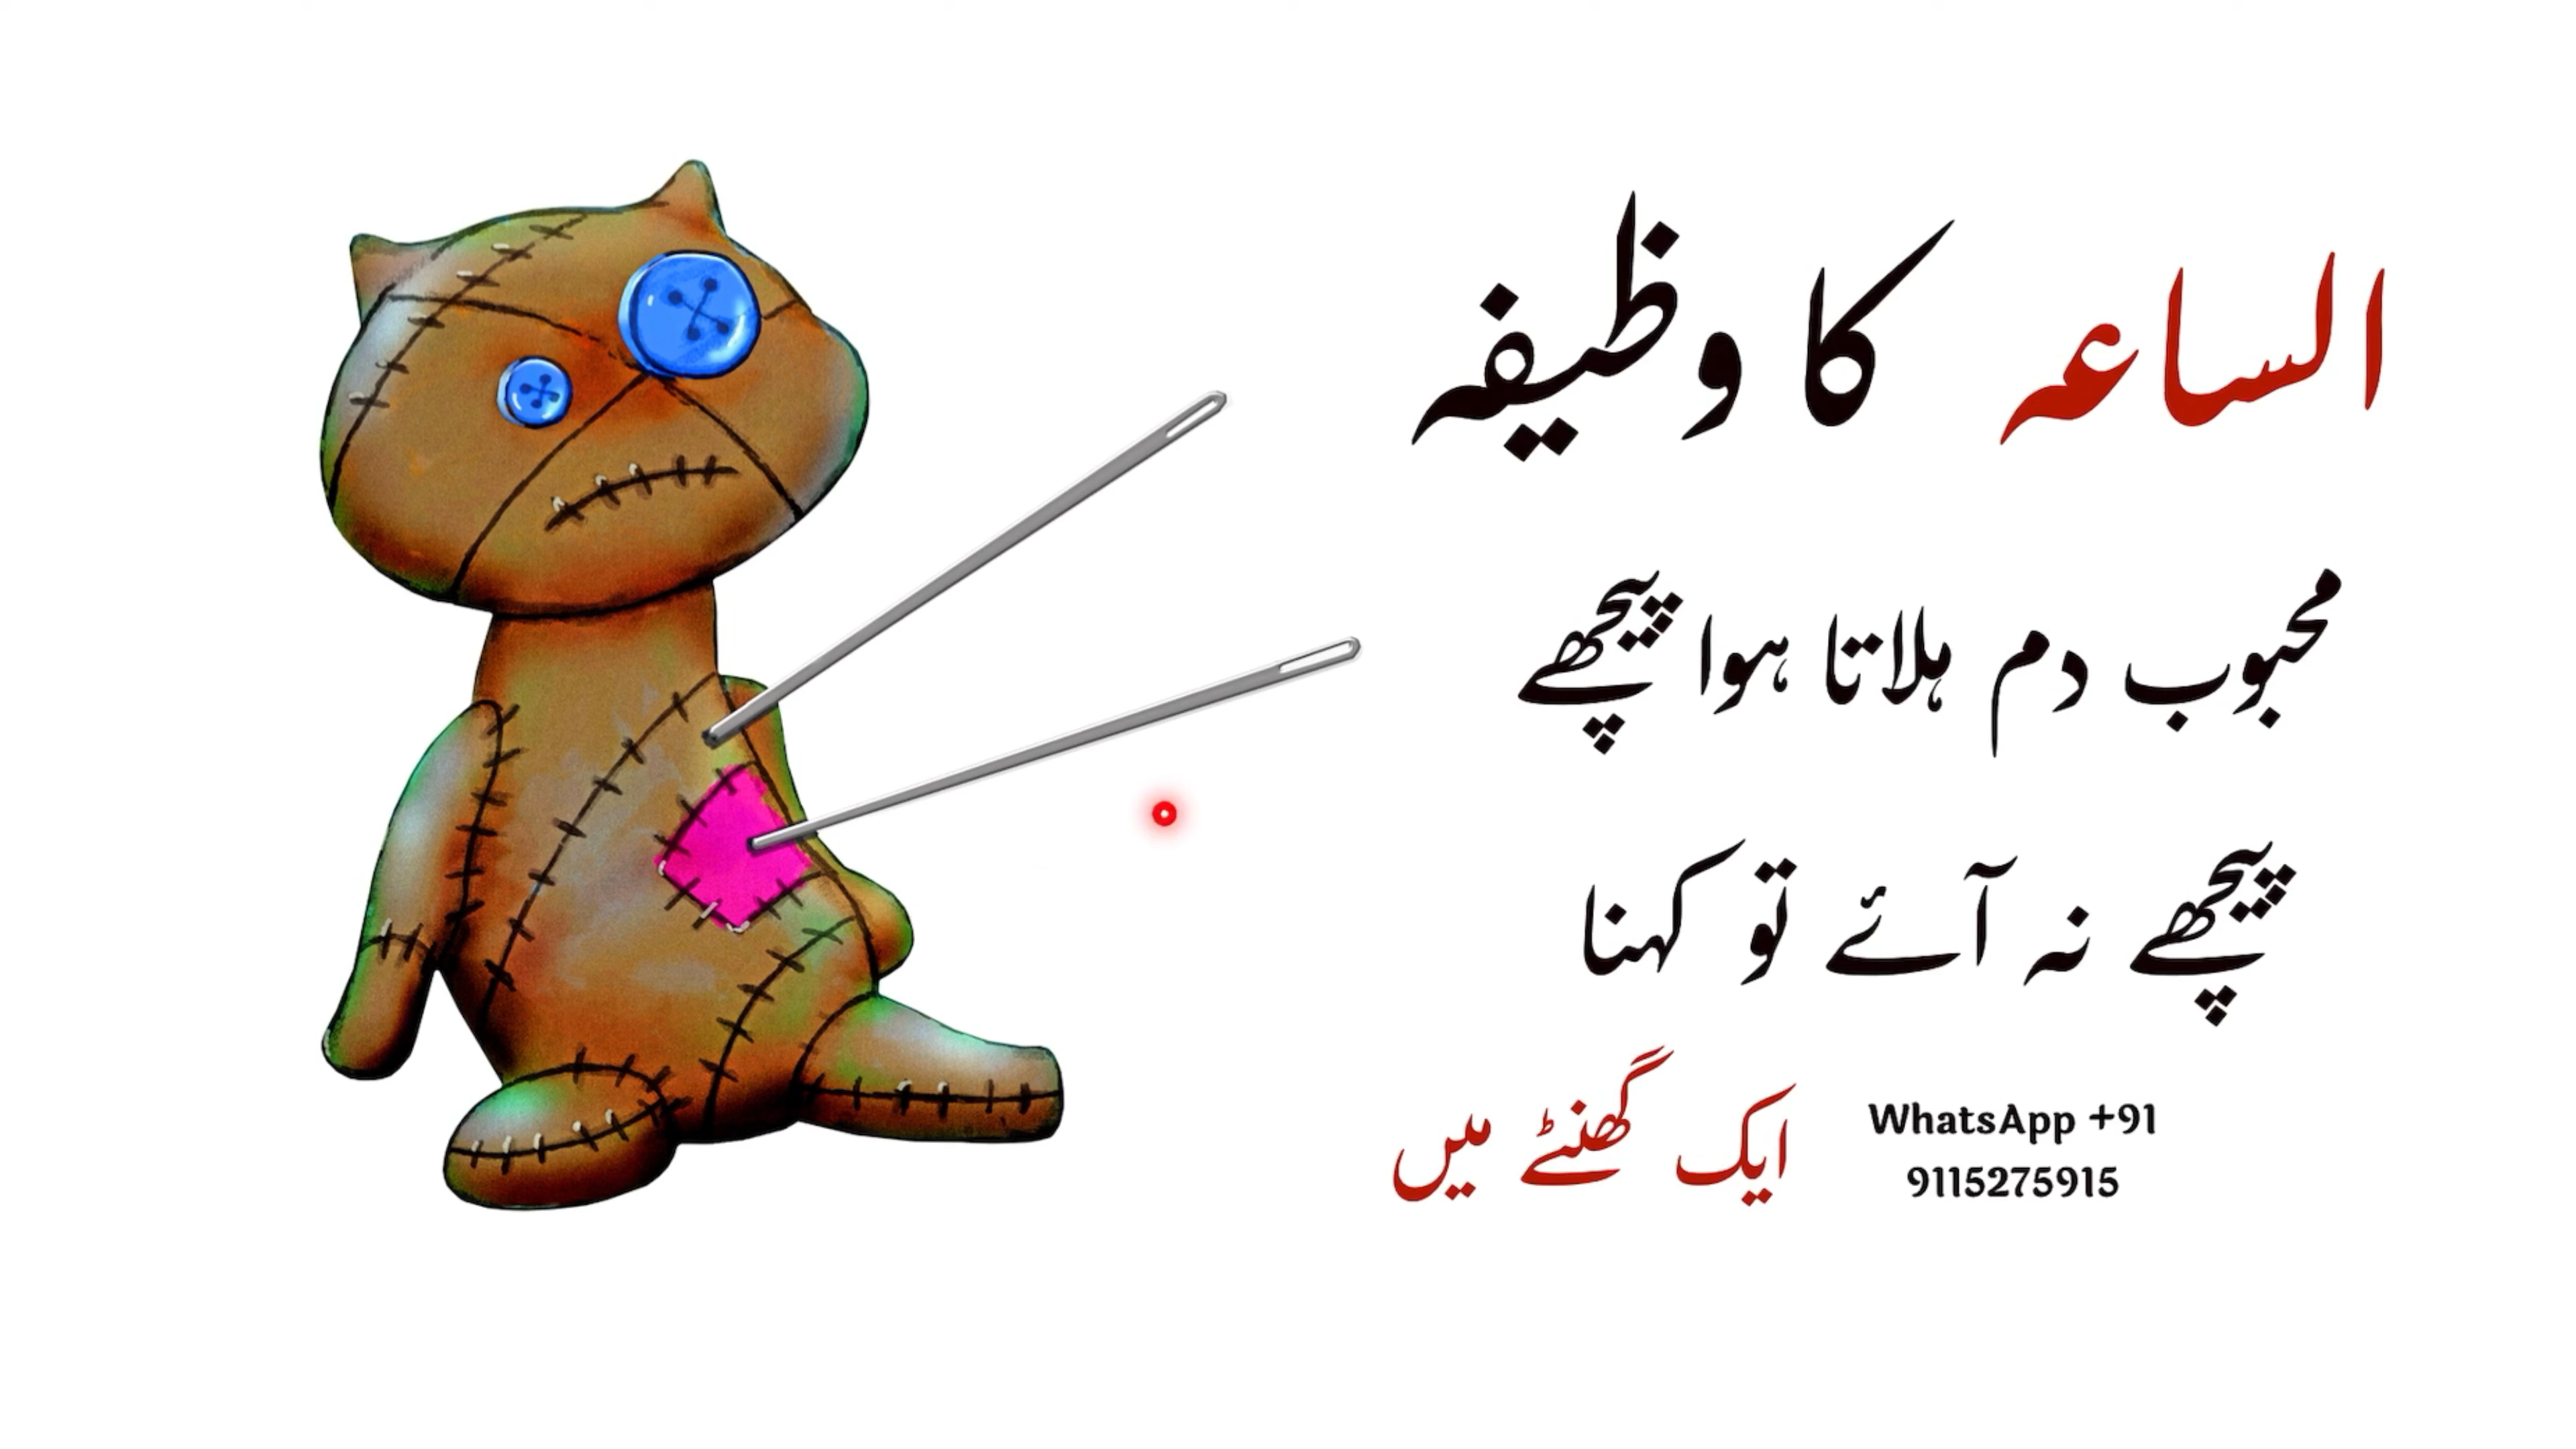 الساعہ کا وظیفہ
محبوب دم ہلاتا ہوا پیچھے
پیچھے نہ آئے تو کہنا
ایک گھنٹے میں
WhatsApp +91
9115275915